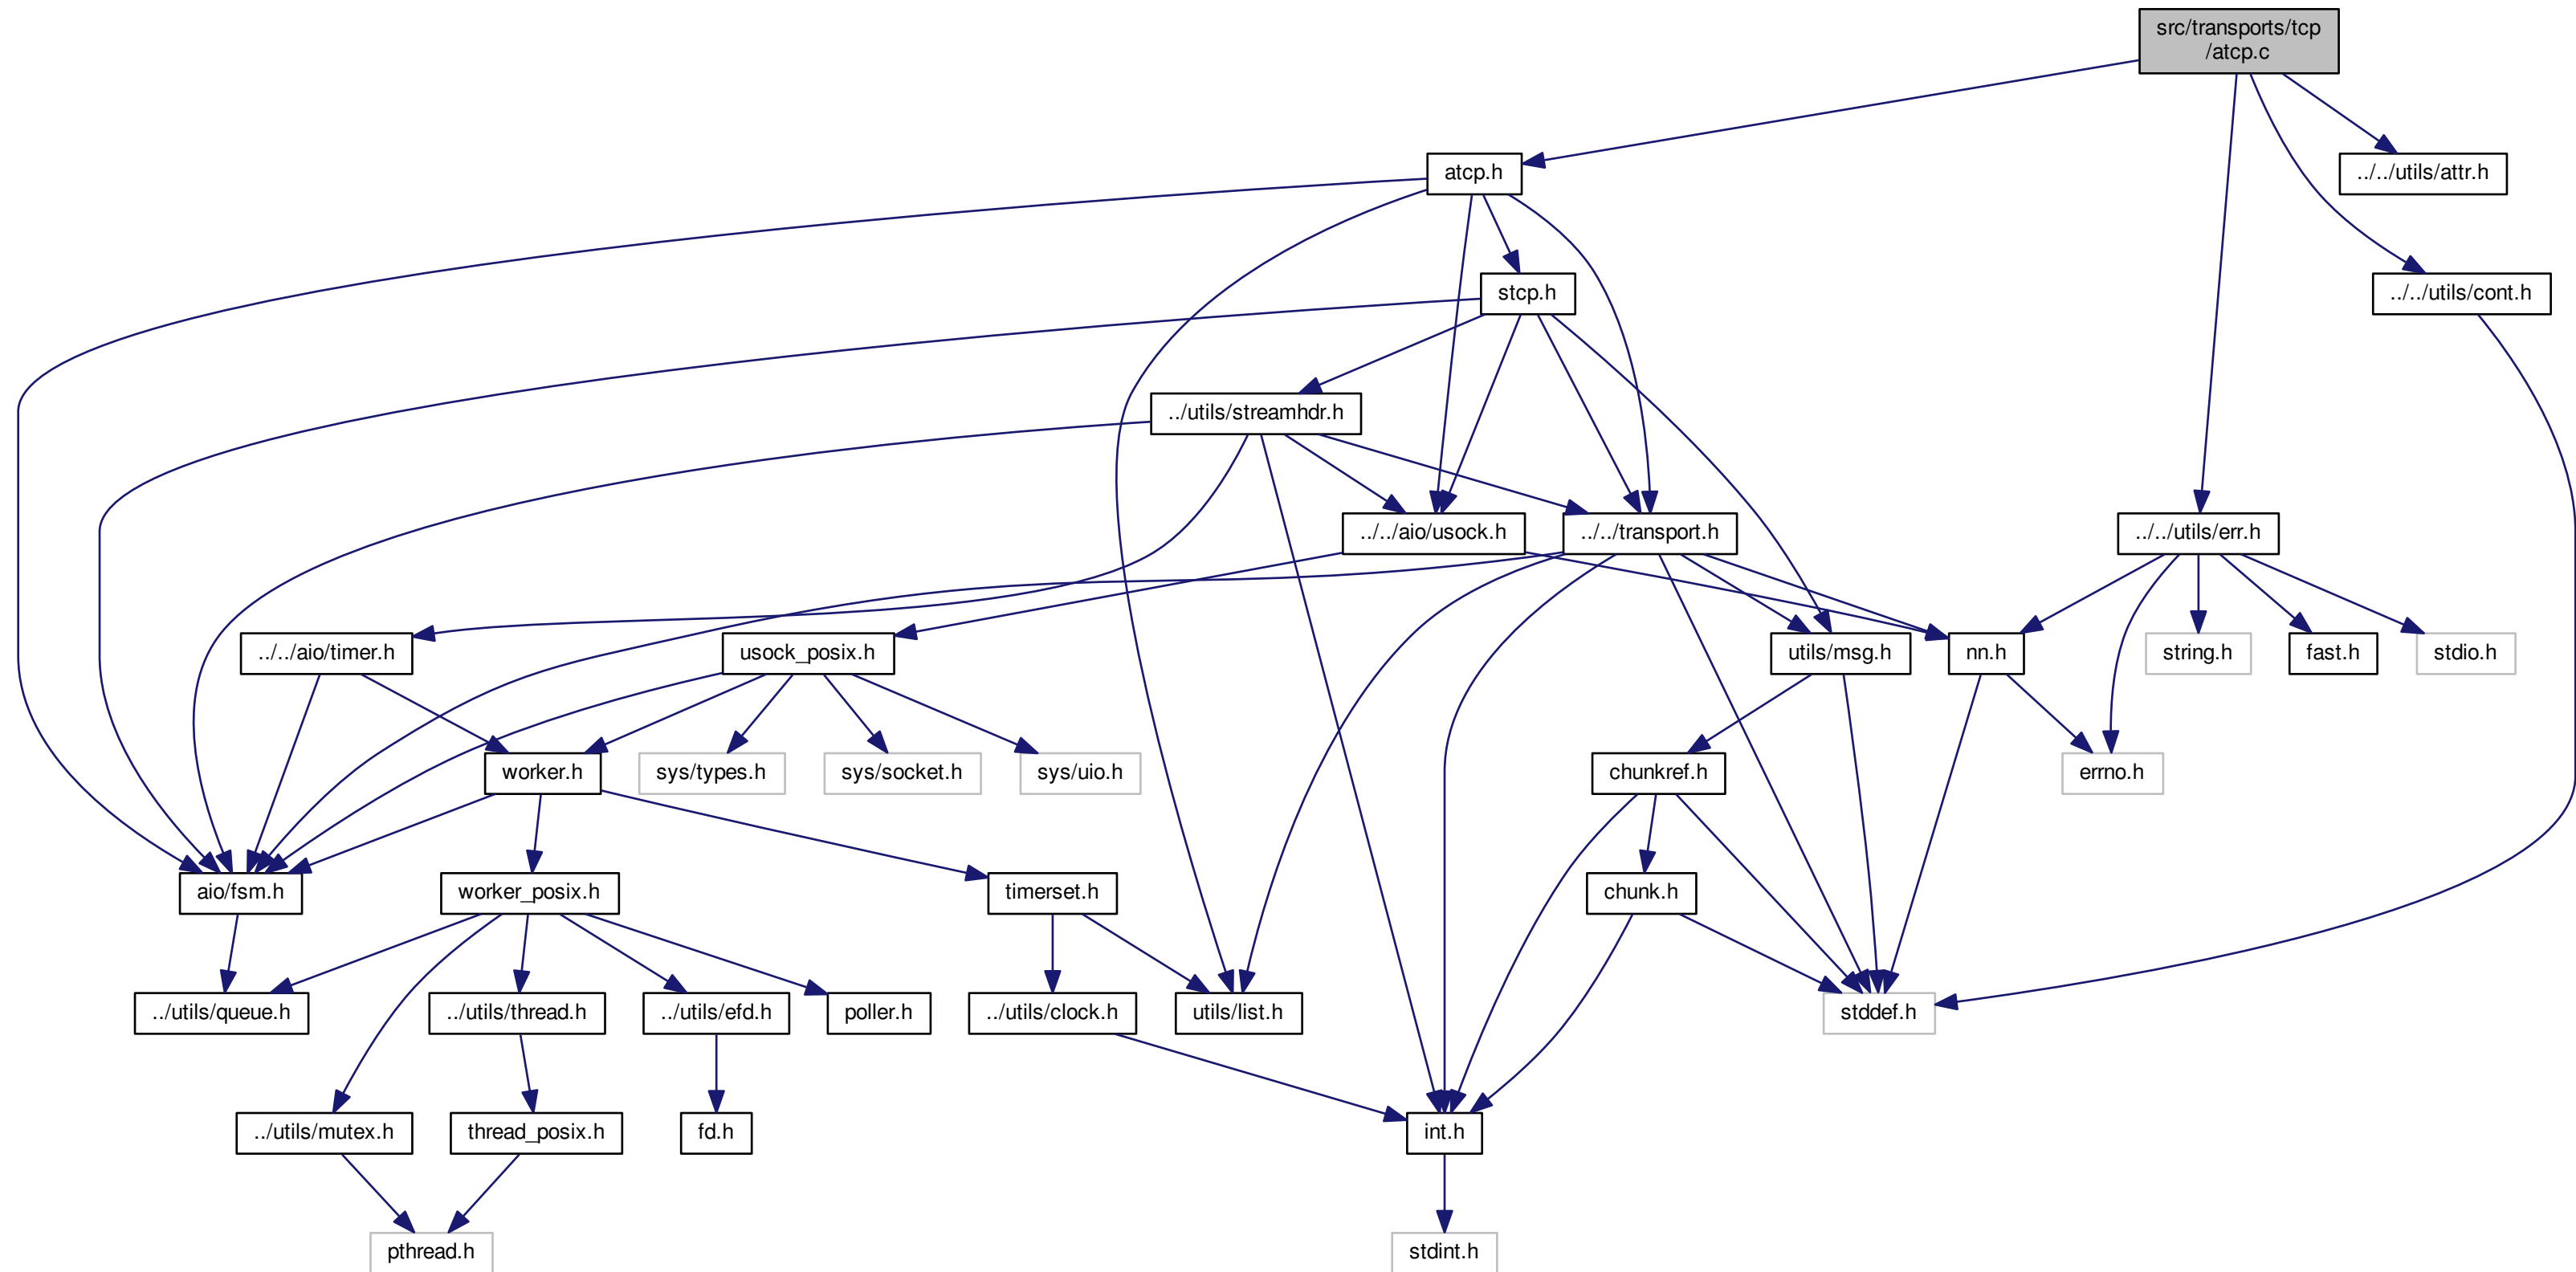 src/transports/tcp
/atcp.c
atcp.h
../../utils/attr.h
stcp.h
../../utils/cont.h
../utils/streamhdr.h
../../aio/usock.h
../../transport.h
../../utils/err.h
../../aio/timer.h
usock_posix.h
utils/msg.h
nn.h
string.h
fast.h
stdio.h
worker.h
sys/types.h
sys/socket.h
sys/uio.h
chunkref.h
errno.h
aio/fsm.h
worker_posix.h
timerset.h
chunk.h
../utils/queue.h
../utils/thread.h
../utils/efd.h
poller.h
../utils/clock.h
utils/list.h
stddef.h
../utils/mutex.h
thread_posix.h
fd.h
int.h
pthread.h
stdint.h